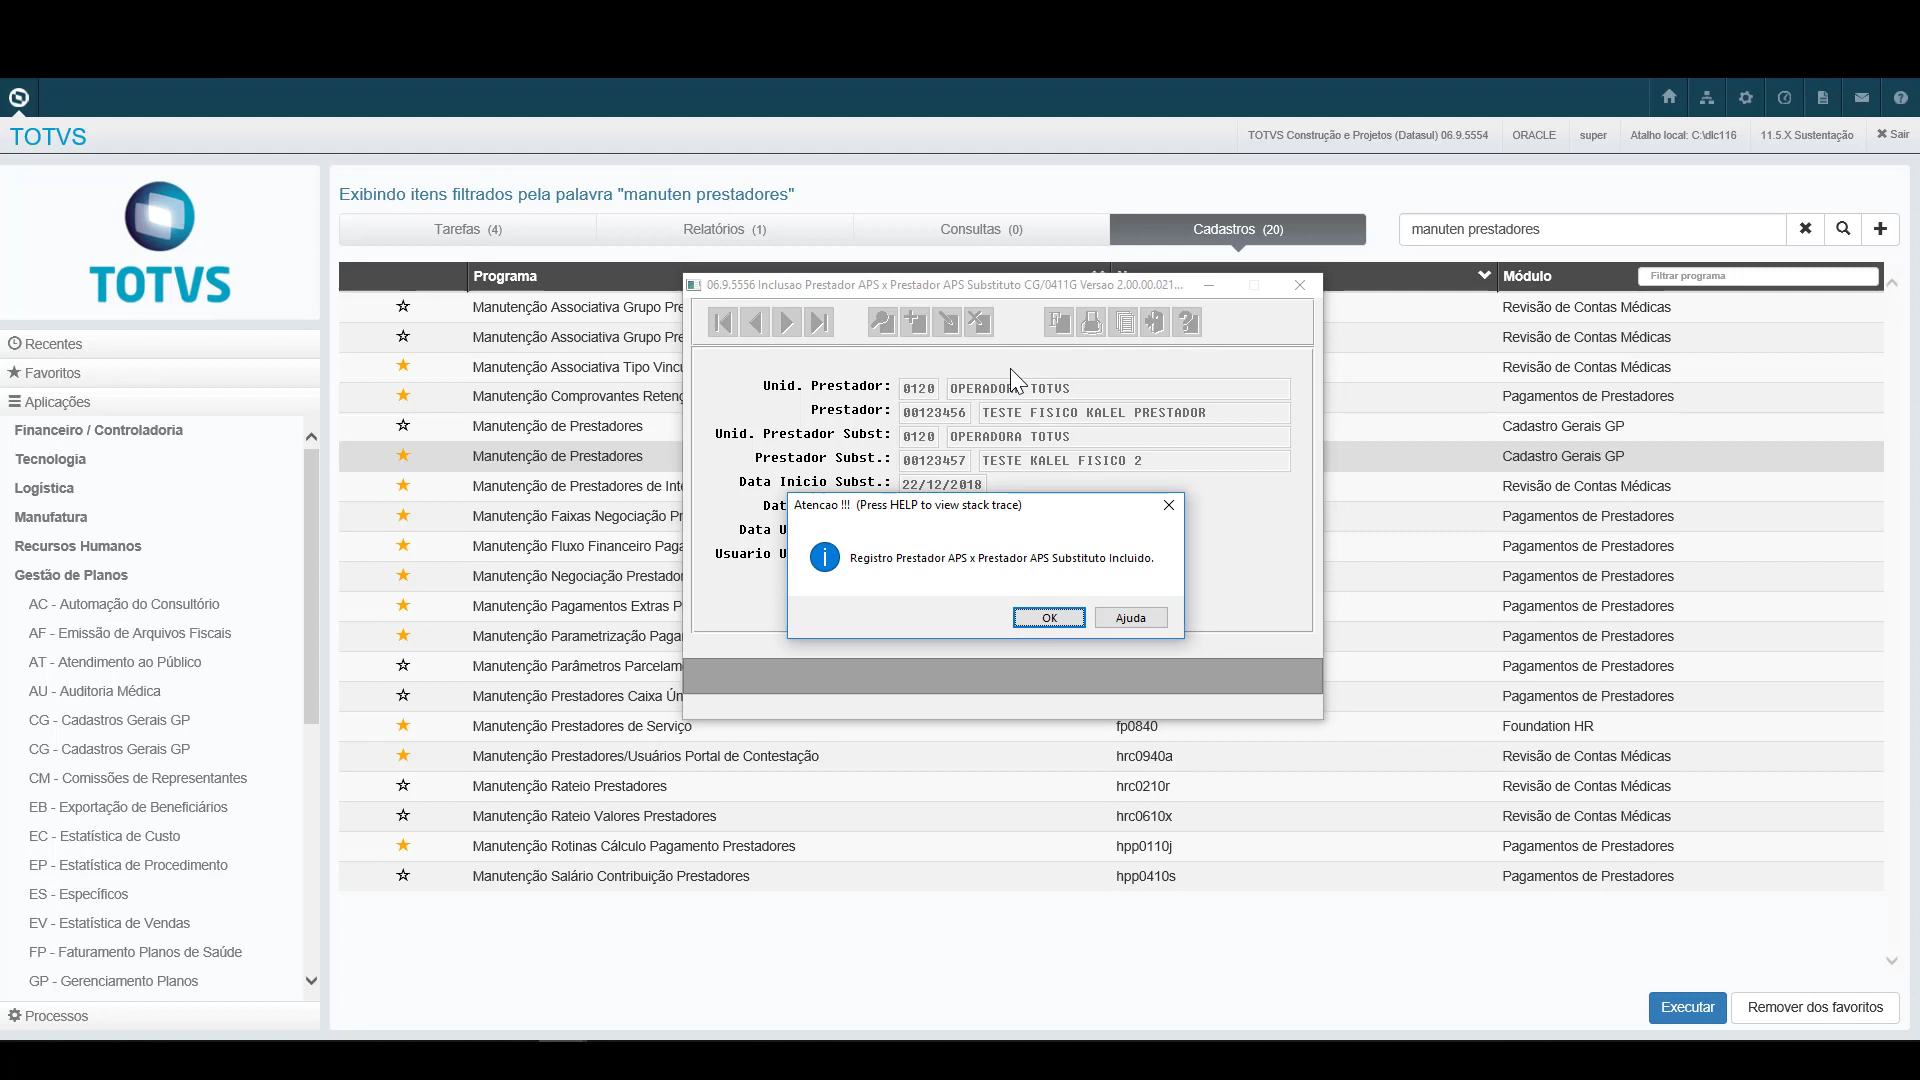 TOTVS
TOTVS Construção e Projetos (Datasul) 06.9.5554
ORACLE
super
Atalho local: C:\dlc116
11.5.X Sustentação
Sair
TOTVS
Recentes
Favoritos
Aplicações
Financeiro / Controladoria
Tecnologia
Logística
Manufatura
Recursos Humanos
Gestão de Planos
AC - Automação do Consultório
AF - Emissão de Arquivos Fiscais
AT - Atendimento ao Público
AU - Auditoria Médica
CG - Cadastros Gerais GP
CG - Cadastros Gerais GP
CM - Comissões de Representantes
EB - Exportação de Beneficiários
EC - Estatística de Custo
EP - Estatística de Procedimento
ES - Específicos
EV - Estatística de Vendas
FP - Faturamento Planos de Saúde
GP - Gerenciamento Planos
Processos
Exibindo itens filtrados pela palavra "manuten prestadores"
Tarefas (4)
Relatórios (1)
Consultas (0)
Cadastros (20)
manuten prestadores
Programa
Módulo
Filtrar programa
Manutenção Associativa Grupo Pre
Revisão de Contas Médicas
Manutenção Associativa Grupo Pre
Revisão de Contas Médicas
Manutenção Associativa Tipo Vincu
Revisão de Contas Médicas
Manutenção Comprovantes Retenç
Pagamentos de Prestadores
Manutenção de Prestadores
Cadastro Gerais GP
Manutenção de Prestadores
Cadastro Gerais GP
Manutenção de Prestadores de Inte
Revisão de Contas Médicas
Manutenção Faixas Negociação Pr
Pagamentos de Prestadores
Manutenção Fluxo Financeiro Paga
Pagamentos de Prestadores
Manutenção Negociação Prestador
Pagamentos de Prestadores
Manutenção Pagamentos Extras P
Pagamentos de Prestadores
Manutenção Parametrização Paga
Pagamentos de Prestadores
Manutenção Parâmetros Parcelam
Pagamentos de Prestadores
Manutenção Prestadores Caixa Ún
Pagamentos de Prestadores
Manutenção Prestadores de Serviço
fp0840
Foundation HR
Manutenção Prestadores/Usuários Portal de Contestação
hrc0940a
Revisão de Contas Médicas
Manutenção Rateio Prestadores
hrc0210r
Revisão de Contas Médicas
Manutenção Rateio Valores Prestadores
hrc0610x
Revisão de Contas Médicas
Manutenção Rotinas Cálculo Pagamento Prestadores
hpp0110j
Pagamentos de Prestadores
Manutenção Salário Contribuição Prestadores
hpp0410s
Pagamentos de Prestadores
Executar
Remover dos favoritos
06.9.5556 Inclusao Prestador APS x Prestador APS Substituto CG/0411G Versao 2.00.00.021...
Unid. Prestador: 0120 OPERADORA TOTVS
Prestador: 00123456 TESTE FISICO KALEL PRESTADOR
Unid. Prestador Subst: 0120 OPERADORA TOTVS
Prestador Subst.: 00123457 TESTE KALEL FISICO 2
Data Inicio Subst.: 22/12/2018
Dat
Data U
Usuario U
Atencao !!! (Press HELP to view stack trace)
Registro Prestador APS x Prestador APS Substituto Incluido.
OK
Ajuda